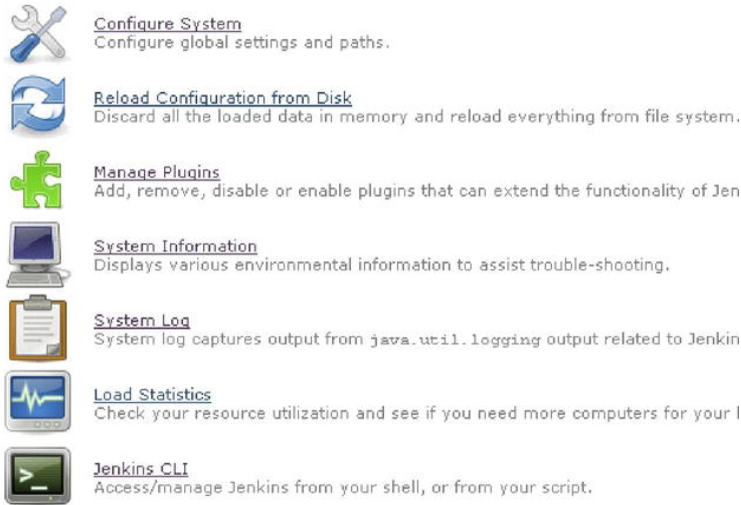 Configure System
Configure global settings and paths.
Reload Configuration from Disk
Discard all the loaded data in memory and reload everything from file system.
Manage Plugins
Add, remove, disable or enable plugins that can extend the functionality of Jen
System Information
Displays various environmental information to assist trouble-shooting.
System Log
System log captures output from java.util.logging output related to Jenkin
Load Statistics
Check your resource utilization and see if you need more computers for your
Jenkins CLI
Access/manage Jenkins from your shell, or from your script.